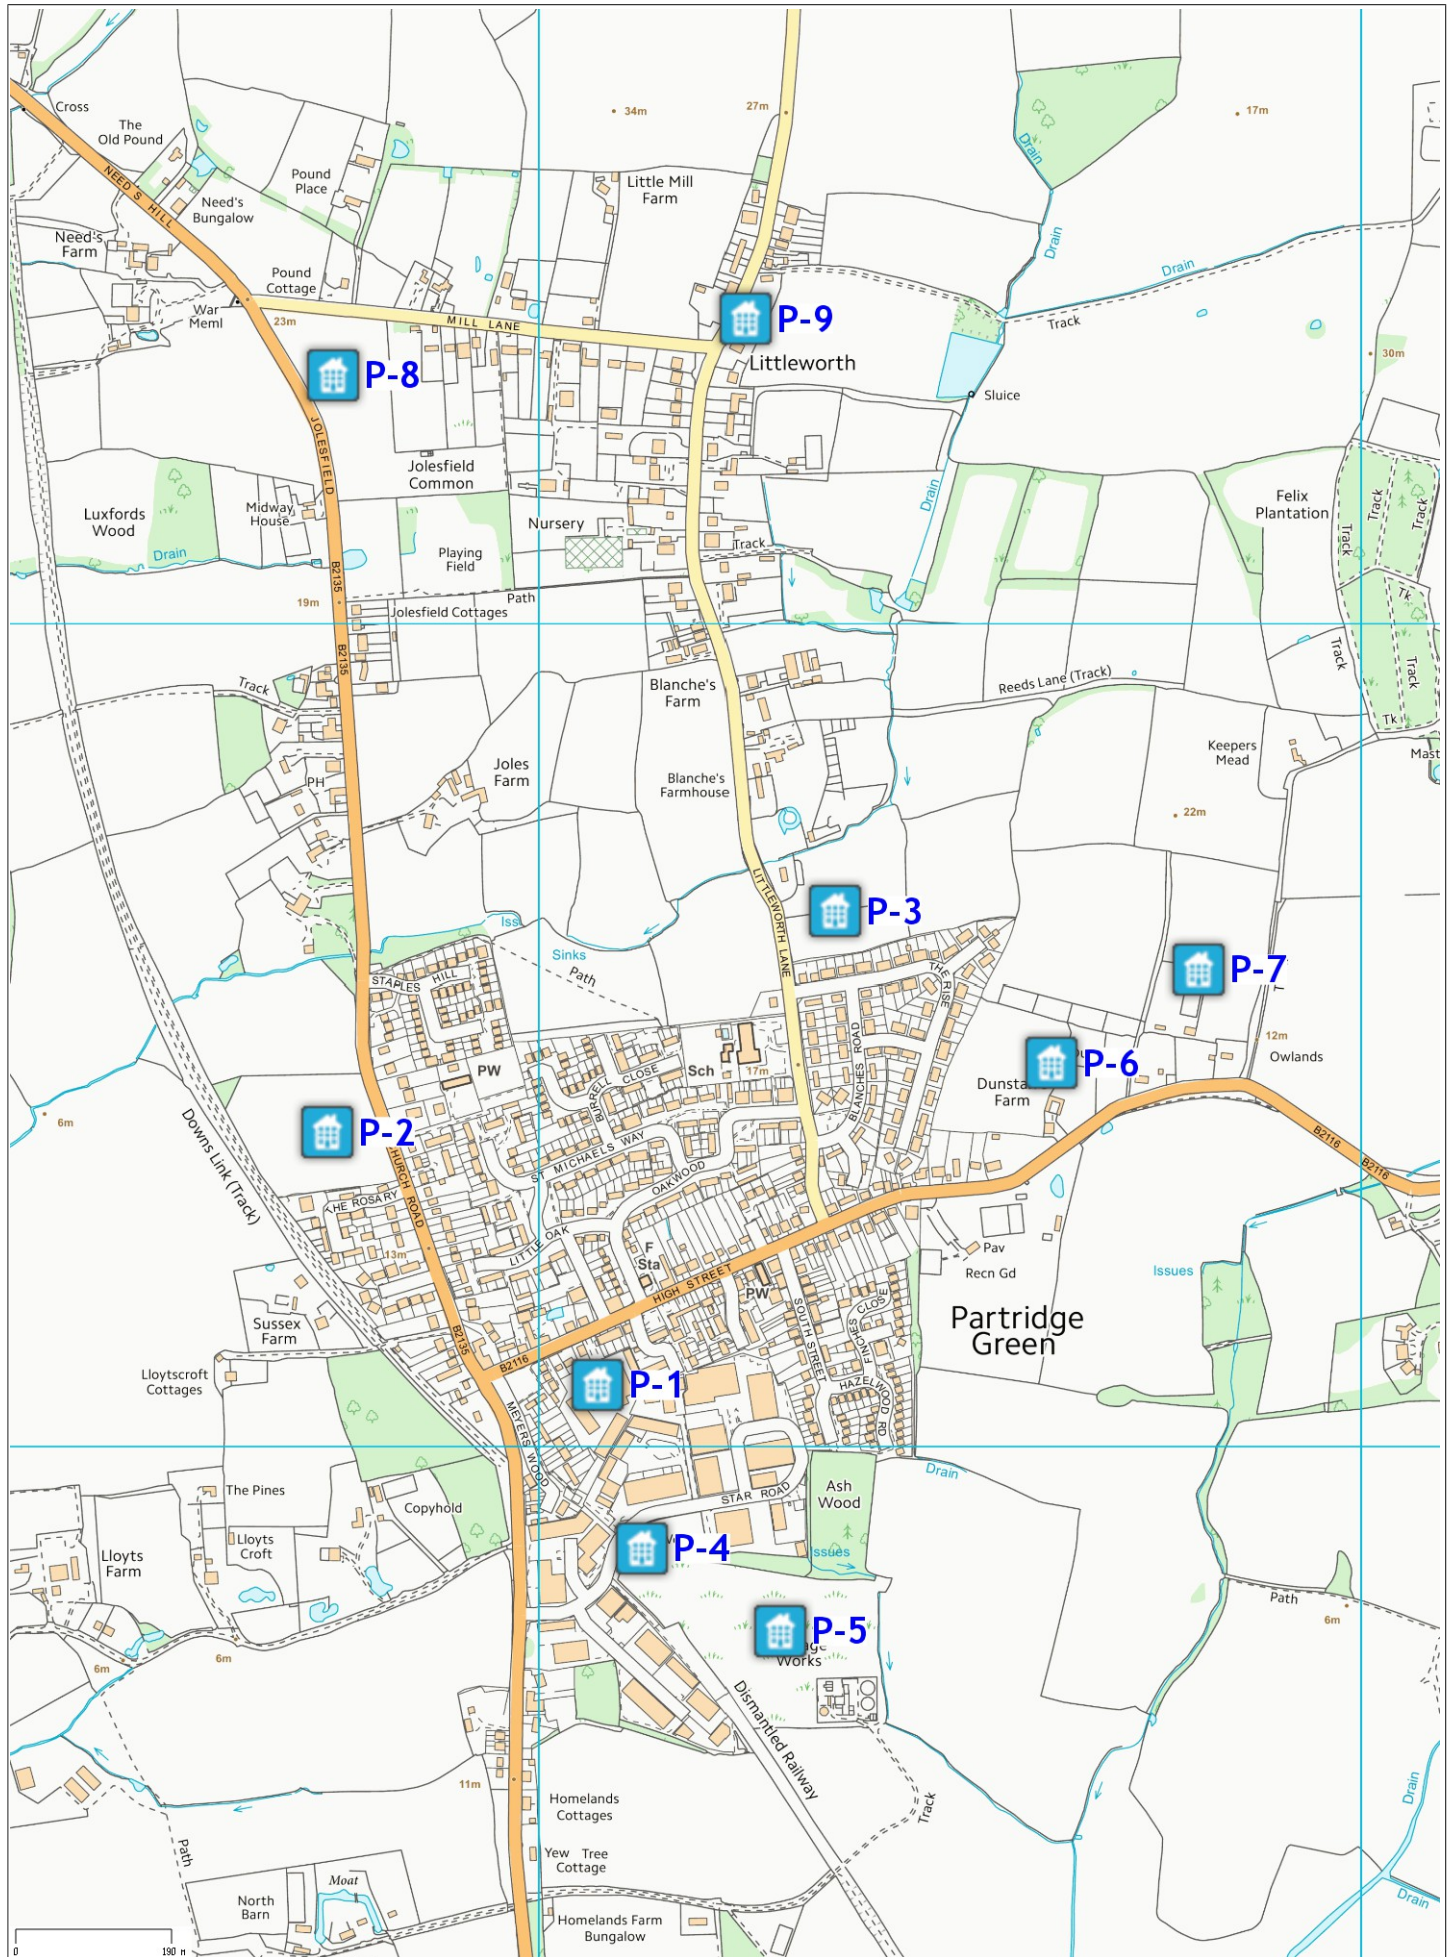 Cross
The
Old Pound
34m
27m
17m
Drain
NEED'S HILL
Pound
Place
Need's
Bungalow
Little Mill
Farm
Need's
Farm
Drain
Drain
Pound
Cottage
War
Meml
23m
MILL LANE
P-9
Track
Littleworth
30m
P-8
Sluice
JOLESFIELD
Jolesfield
Common
Luxfords
Wood
Midway
House
Nursery
Drain
Felix
Plantation
Track
Track
Track
Drain
Playing
Field
Track
B2135
19m
Path
Jolesfield Cottages
Tk
B2135
Track
Track
Track
Blanche's
Farm
Reeds Lane (Track)
Tk
Joles
Farm
PH
Blanche's
Farmhouse
Keepers
Mead
Mast
22m
LITTLEWORTH LANE
P-3
Iss
Sinks
Path
STAPLES HILL
THE RISE
P-7
PW
BURRELL CLOSE
Sch
17m
BLANCHES ROAD
12m
Owlands
P-6
Dunsta
Farm
6m
P-2
Downs Link (Track)
HURCH ROAD
ST MICHAELS WAY
OAKWOOD
B2116
B2116
THE ROSARY
13m
LITTLE OAK
F
Sta
HIGH STREET
PW
Pav
Recn Gd
Issues
Sussex
Farm
B2135
SOUTH STREET
FINCHES CLOSE
Partridge
Green
Lloytscroft
Cottages
B2116
P-1
HAZELWOOD RD
MEYERS WOOD
Drain
The Pines
Copyhold
STAR ROAD
Ash
Wood
Lloyts
Croft
Lloyts
Farm
P-4
Issues
P-5
Works
Path
6m
6m
6m
Dismantled Railway
11m
Homelands
Cottages
Track
Drain
Path
Yew Tree
Cottage
Moat
North
Barn
Homelands Farm
Bungalow
Drain
0 190 m